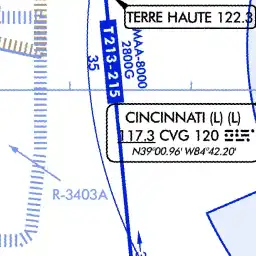 TERRE HAUTE 122.3
T213-215
MAA-8000
2800G
35
CINCINNATI (L) (L)
117.3 CVG 120
N39°00.96' W84°42.20'
R-3403A